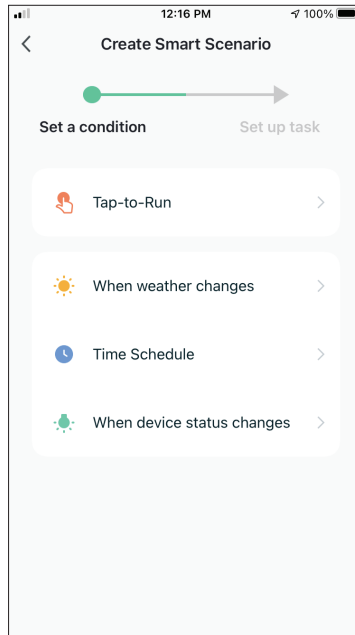 12:16 PM 100%
Create Smart Scenario
Set a condition Set up task
Tap-to-Run
When weather changes
Time Schedule
When device status changes